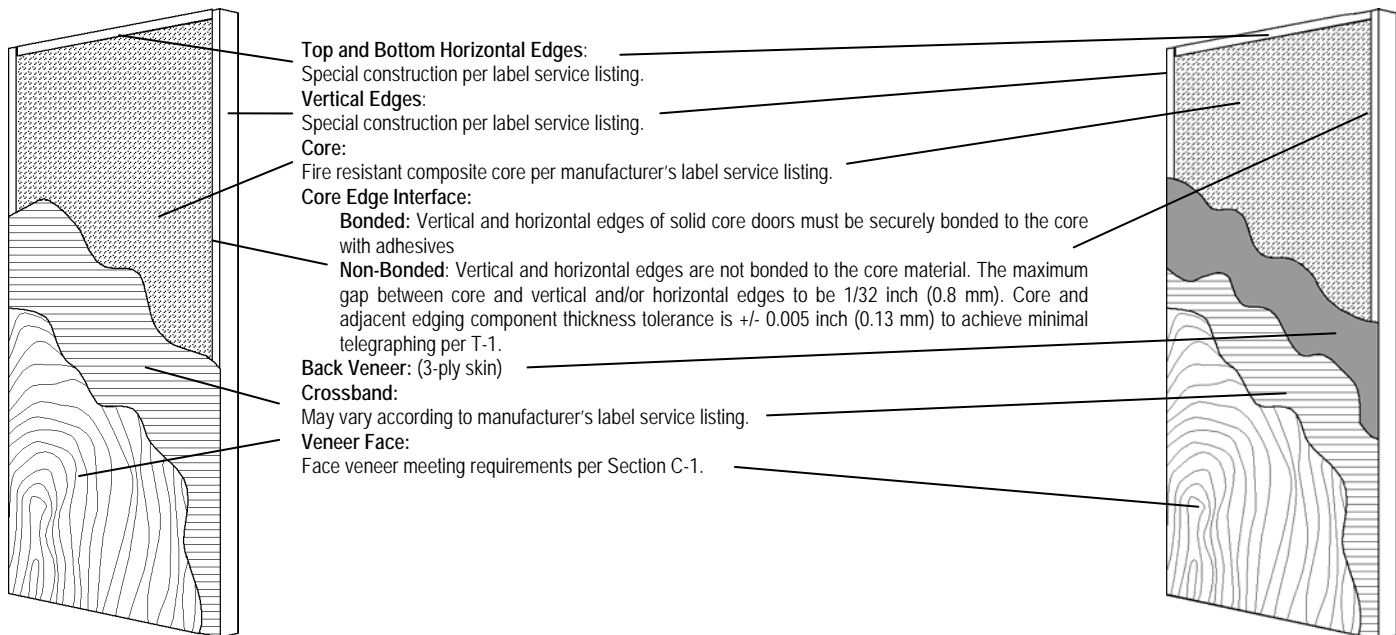 Top and Bottom Horizontal Edges:
Special construction per label service listing.
Vertical Edges:
Special construction per label service listing.
Core:
Fire resistant composite core per manufacturer’s label service listing.
Core Edge Interface:
Bonded: Vertical and horizontal edges of solid core doors must be securely bonded to the core
with adhesives
Non-Bonded: Vertical and horizontal edges are not bonded to the core material. The maximum
gap between core and vertical and/or horizontal edges to be 1/32 inch (0.8 mm). Core and
adjacent edging component thickness tolerance is +/- 0.005 inch (0.13 mm) to achieve minimal
telegraphing per T-1.
Back Veneer: (3-ply skin)
Crossband:
May vary according to manufacturer’s label service listing.
Veneer Face:
Face veneer meeting requirements per Section C-1.